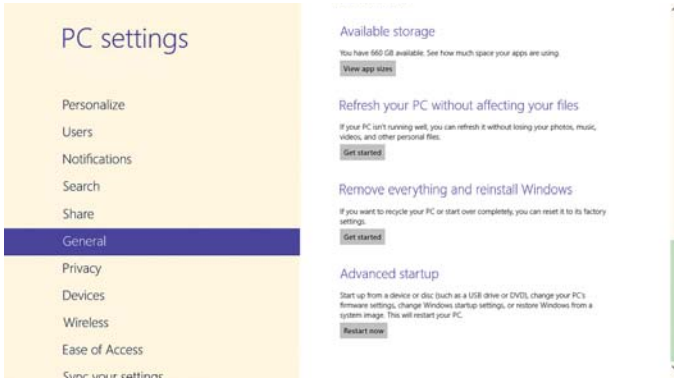 PC settings
Personalize
Users
Notifications
Search
Share
General
Privacy
Devices
Wireless
Ease of Access
Sync your settings
Available storage
You have 660 GB available. See how much space your apps are using.
View app sizes
Refresh your PC without affecting your files
If your PC isn't running well, you can refresh it without losing your photos, music,
videos, and other personal files.
Get started
Remove everything and reinstall Windows
If you want to recycle your PC or start over completely, you can reset it to its factory
settings.
Get started
Advanced startup
Start up from a device or disc (such as a USB drive or DVD), change your PC's
firmware settings, change Windows startup settings, or restore Windows from a
system image. This will restart your PC.
Restart now